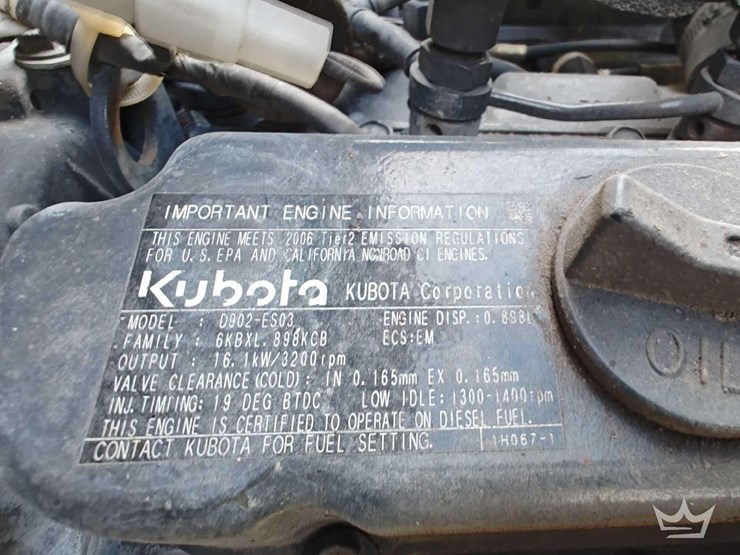 IMPORTANT ENGINE INFORMATION
THIS ENGINE MEETS 2006 Tier2 EMISSION REGULATIONS
FOR U.S. EPA AND CALIFORNIA NONROAD CI ENGINES.
Kubota KUBOTA Corporation
MODEL : D902-ES03 ENGINE DISP.:0.898L
FAMILY : 6KBXL.898KCB ECS:EM
OUTPUT : 16.1kW/3200rpm
VALVE CLEARANCE(COLD): IN 0.165mm EX 0.165mm
INJ.TIMING: 19 DEG BTDC LOW IDLE: 1300-1400rpm
THIS ENGINE IS CERTIFIED TO OPERATE ON DIESEL FUEL.
CONTACT KUBOTA FOR FUEL SETTING. 1H067-1
OIL